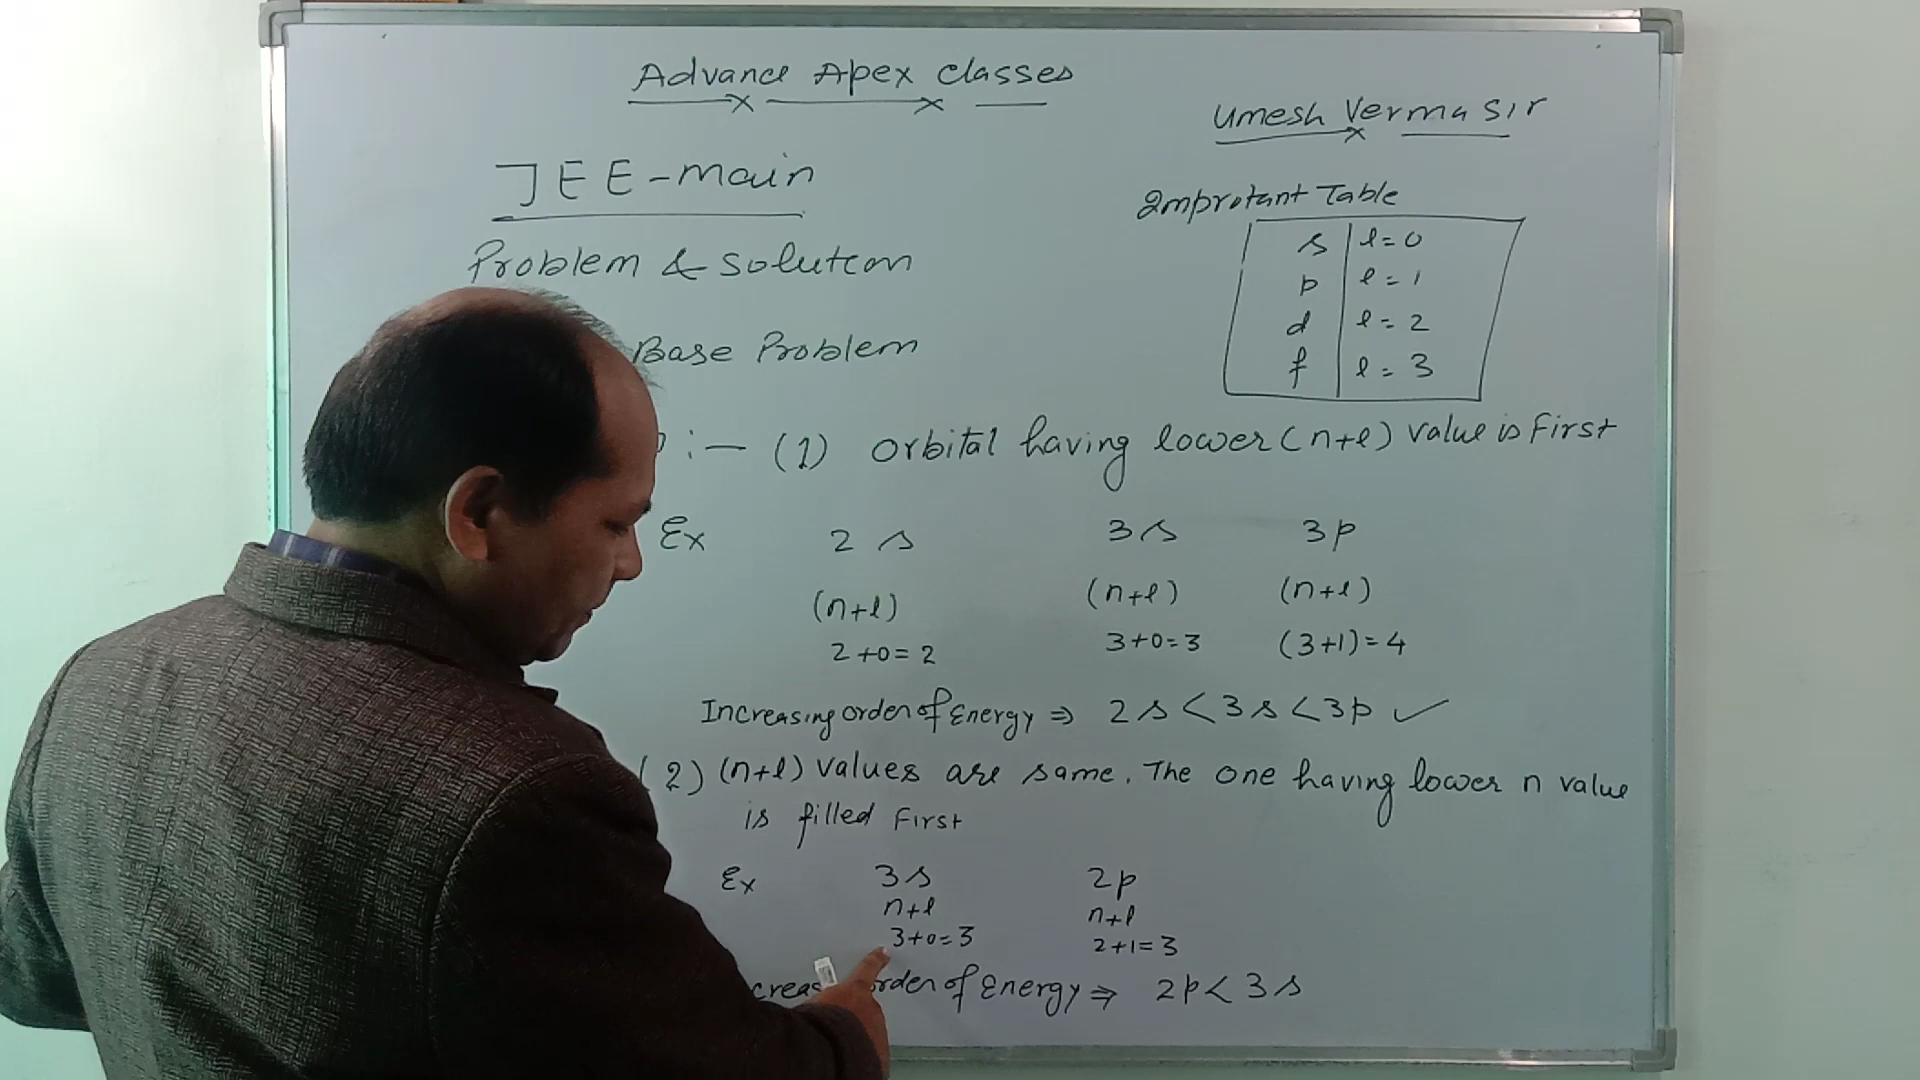 Advance Apex Classes
Umesh Verma Sir
JEE-main
Problem & Solution
Base Problem
Improtant Table
s l=0
p l=1
d l=2
f l=3
:- (1) Orbital having lower (n+l) value is First
Ex 2s 3s 3p
(n+l) (n+l) (n+l)
2+0=2 3+0=3 (3+1)=4
Increasing order of Energy ⇒ 2s<3s<3p ✓
(2) (n+l) values are same. The one having lower n value
is filled First
Ex 3s 2p
n+l n+l
3+0=3 2+1=3
of Energy ⇒ 2p<3s